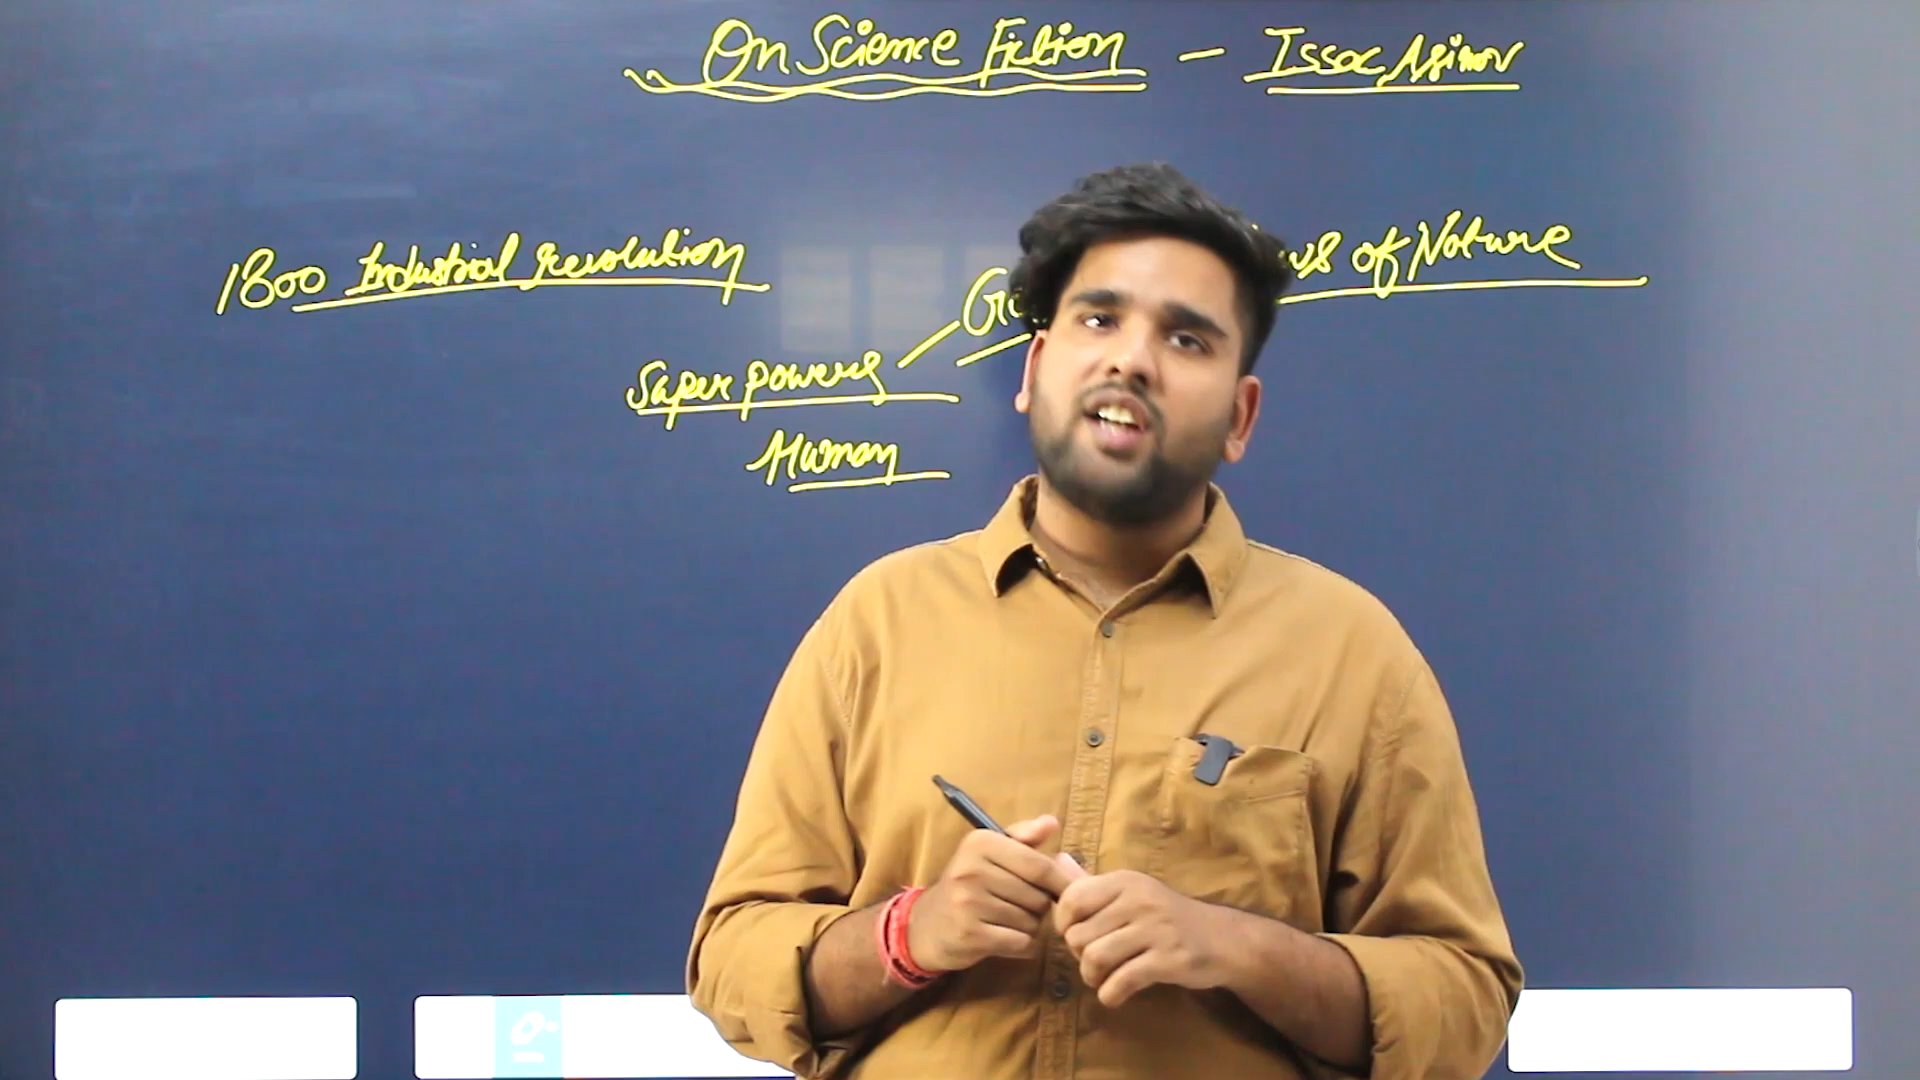 On Science Fiction - Issac Asimov
1800 Industrial revolution
of Nature
Super powers
Human